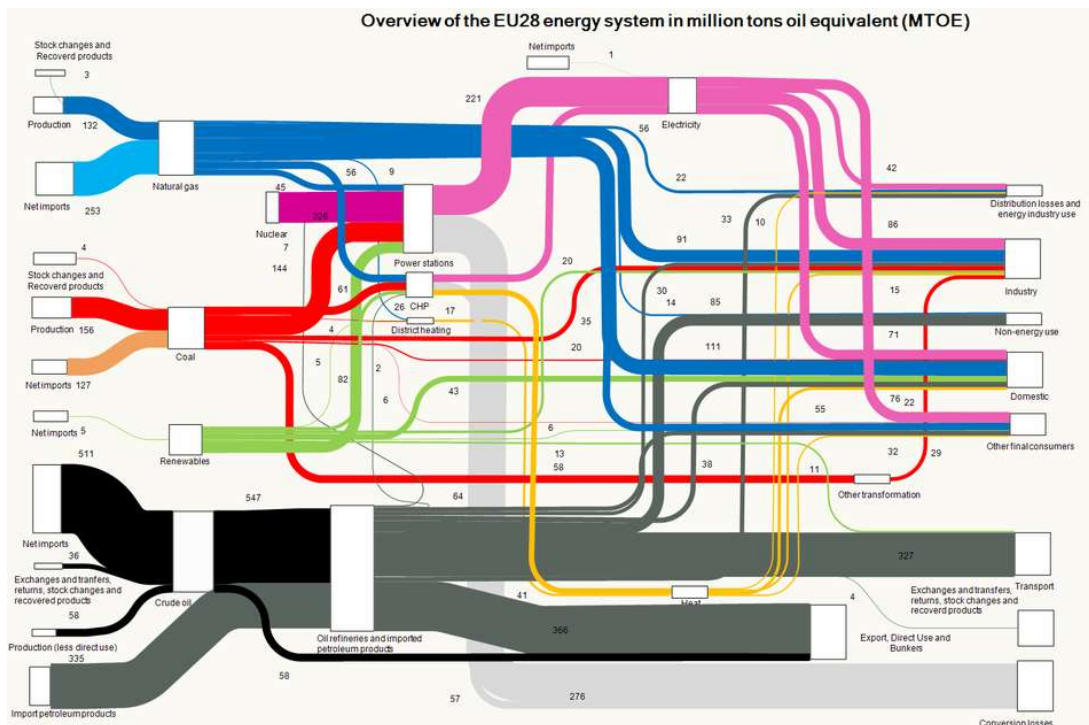 Overview of the EU28 energy system in million tons oil equivalent (MTOE)
Stock changes and
Recoverd products
3
Production
132
Net imports
253
Natural gas
Net imports
1
221
Electricity
56
42
22
Distribution losses and
energy industry use
56
9
45
326
Nuclear
7
144
Power stations
33
10
86
91
4
Stock changes and
Recoverd products
Production
156
Net imports
127
Coal
61
26
CHP
17
District heating
4
5
82
2
6
20
30
14
85
35
20
111
15
Industry
Non-energy use
71
Domestic
76
22
55
Other final consumers
43
6
13
58
32
29
38
11
Other transformation
Net imports
5
Renewables
511
547
64
Net imports
36
Exchanges and tranfers,
returns, stock changes and
recovered products
58
Production (less direct use)
335
Import petroleum products
Crude oil
Oil refineries and imported
petroleum products
41
Heat
327
Transport
4
Exchanges and transfers,
returns, stock changes and
recoverd products
366
Export, Direct Use and
Bunkers
58
57
276
Conversion losses